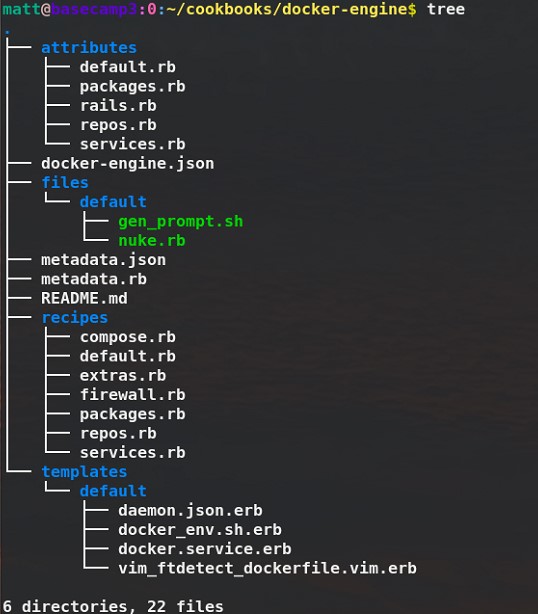 matt@basecamp3:0:~/cookbooks/docker-engine$ tree
.
├── attributes
│   ├── default.rb
│   ├── packages.rb
│   ├── rails.rb
│   ├── repos.rb
│   └── services.rb
├── docker-engine.json
├── files
│   └── default
│       ├── gen_prompt.sh
│       └── nuke.rb
├── metadata.json
├── metadata.rb
├── README.md
├── recipes
│   ├── compose.rb
│   ├── default.rb
│   ├── extras.rb
│   ├── firewall.rb
│   ├── packages.rb
│   ├── repos.rb
│   └── services.rb
└── templates
    └── default
        ├── daemon.json.erb
        ├── docker_env.sh.erb
        ├── docker.service.erb
        └── vim_ftdetect_dockerfile.vim.erb

6 directories, 22 files